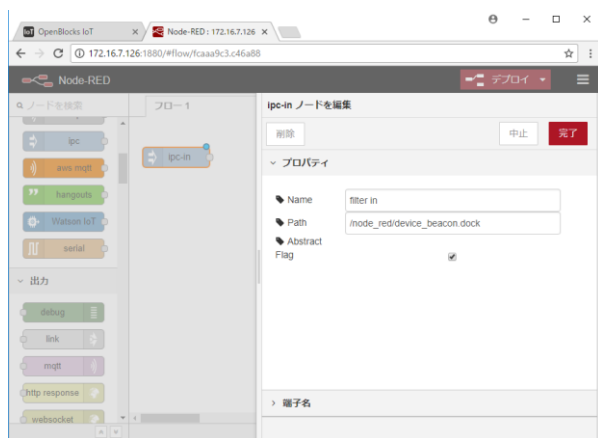 OpenBlocks IoT
Node-RED : 172.16.7.126
172.16.7.126:1880/#flow/fcaaa9c3.c46a88
Node-RED
デプロイ
ノードを検索
フロー 1
ipc-in ノードを編集
削除
中止
完了
ipc
aws mqtt
hangouts
Watson IoT
serial
出力
debug
link
mqtt
http response
websocket
ipc-in
プロパティ
Name
filter in
Path
/node_red/device_beacon.dock
Abstract
Flag
端子名